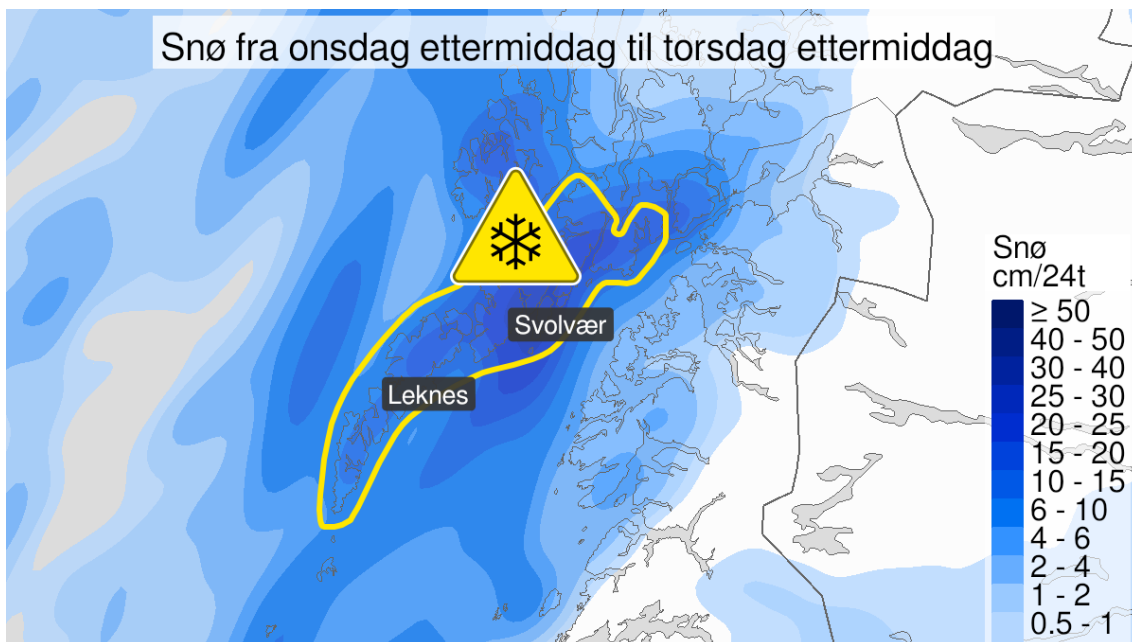 Snø fra onsdag ettermiddag til torsdag ettermiddag
Svolvær
Leknes
Snø
cm/24t
≥ 50
40 - 50
30 - 40
25 - 30
20 - 25
15 - 20
10 - 15
6 - 10
4 - 6
2 - 4
1 - 2
0.5 - 1